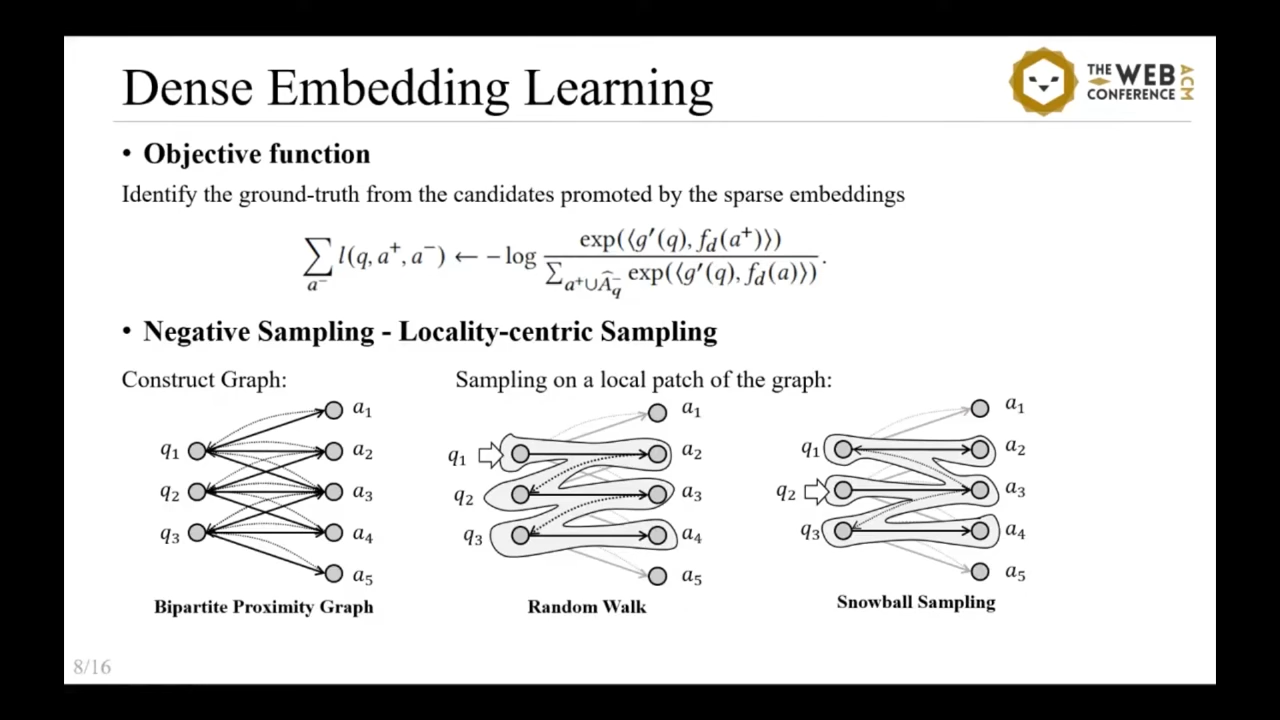 Dense Embedding Learning
THE WEB CONFERENCE ACM
• Objective function
Identify the ground-truth from the candidates promoted by the sparse embeddings
∑_{a⁻} l(q, a⁺, a⁻) ← − log exp(⟨g′(q), f_d(a⁺)⟩) / ∑_{a⁺∪Â_q⁻} exp(⟨g′(q), f_d(a)⟩) .
• Negative Sampling - Locality-centric Sampling
Construct Graph:
Sampling on a local patch of the graph:
a₁
q₁ a₂
q₂ a₃
q₃ a₄
a₅
Bipartite Proximity Graph
a₁
q₁ a₂
q₂ a₃
q₃ a₄
a₅
Random Walk
a₁
q₁ a₂
q₂ a₃
q₃ a₄
a₅
Snowball Sampling
8/16